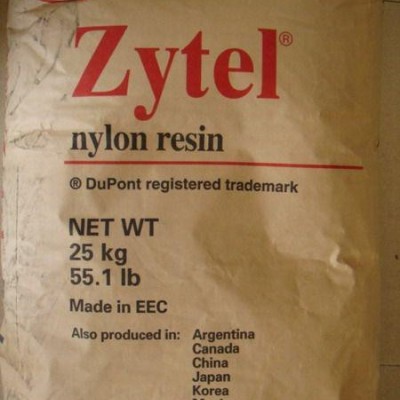 Zytel®
nylon resin
® DuPont registered trademark
NET WT
25 kg
55.1 lb
Made in EEC
Also produced in: Argentina
Canada
China
Japan
Korea